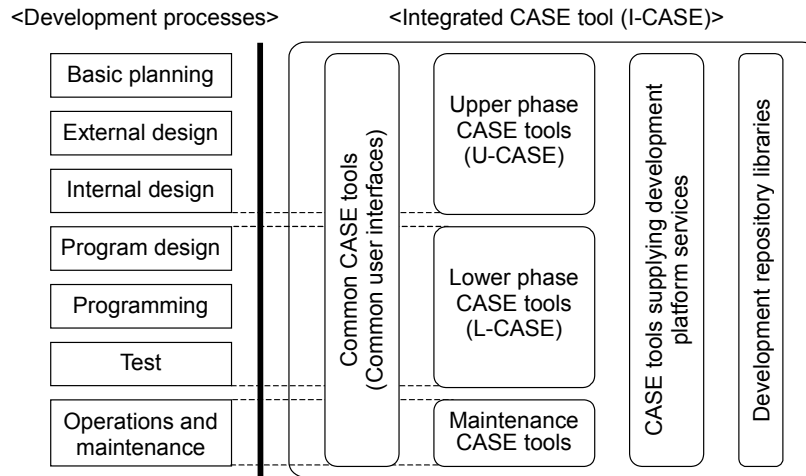 <Development processes>
<Integrated CASE tool (I-CASE)>
Basic planning
External design
Internal design
Program design
Programming
Test
Operations and
maintenance
Common CASE tools
(Common user interfaces)
Upper phase
CASE tools
(U-CASE)
Lower phase
CASE tools
(L-CASE)
Maintenance
CASE tools
CASE tools supplying development
platform services
Development repository libraries